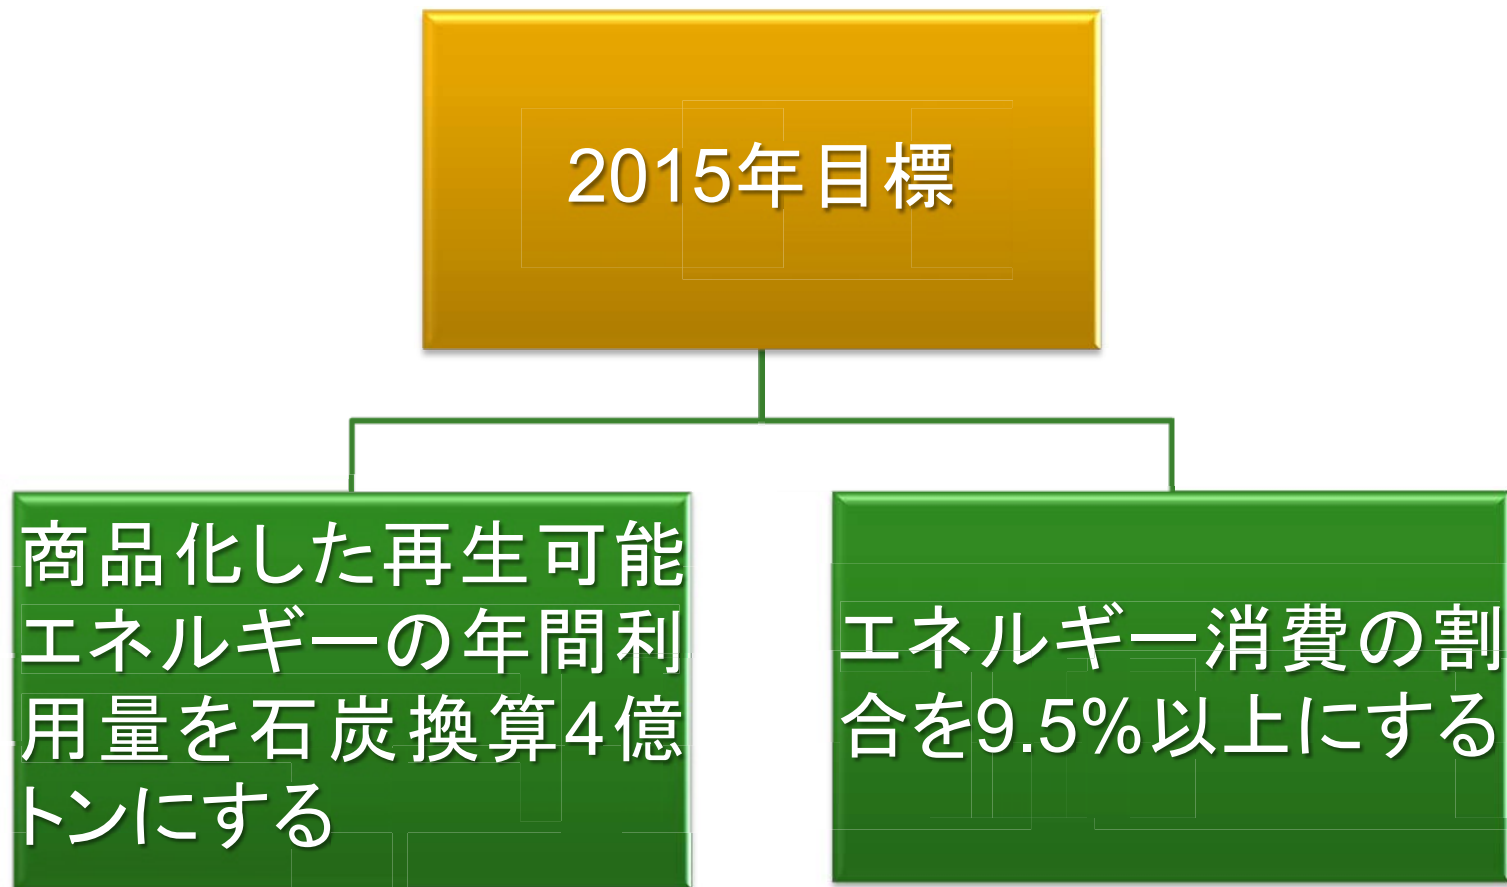 2015年目標
商品化した再生可能
エネルギーの年間利
用量を石炭換算4億
トンにする
エネルギー消費の割
合を9.5%以上にする